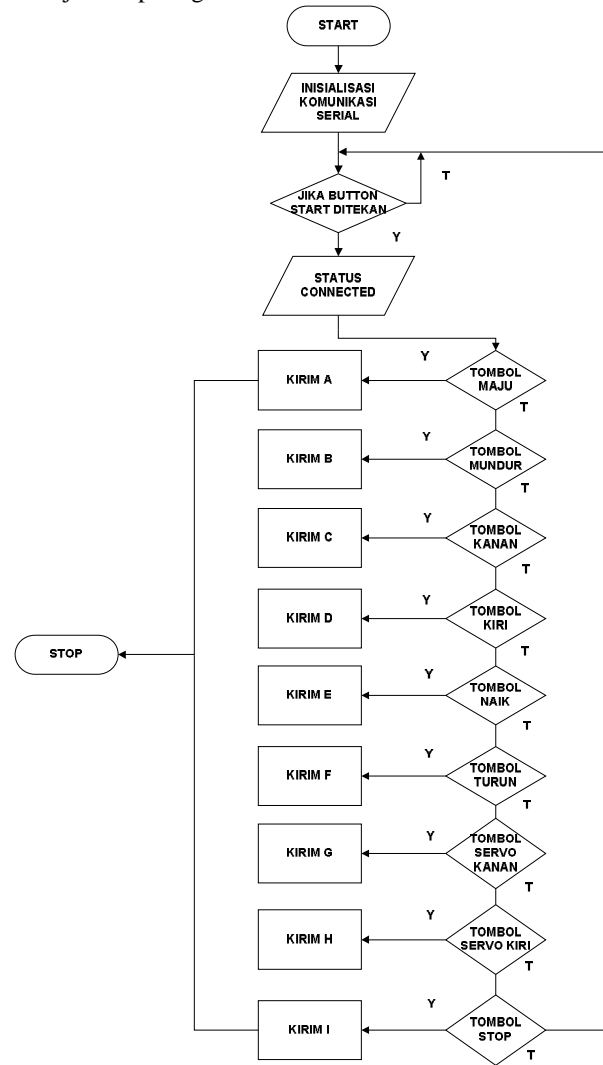 START
INISIALISASI
KOMUNIKASI
SERIAL
T
JIKA BUTTON
START DITEKAN
Y
STATUS
CONNECTED
KIRIM A
Y
TOMBOL
MAJU
T
KIRIM B
Y
TOMBOL
MUNDUR
T
KIRIM C
Y
TOMBOL
KANAN
T
KIRIM D
Y
TOMBOL
KIRI
T
STOP
KIRIM E
Y
TOMBOL
NAIK
T
KIRIM F
Y
TOMBOL
TURUN
T
KIRIM G
Y
TOMBOL
SERVO
KANAN
T
KIRIM H
Y
TOMBOL
SERVO KIRI
T
KIRIM I
Y
TOMBOL
STOP
T